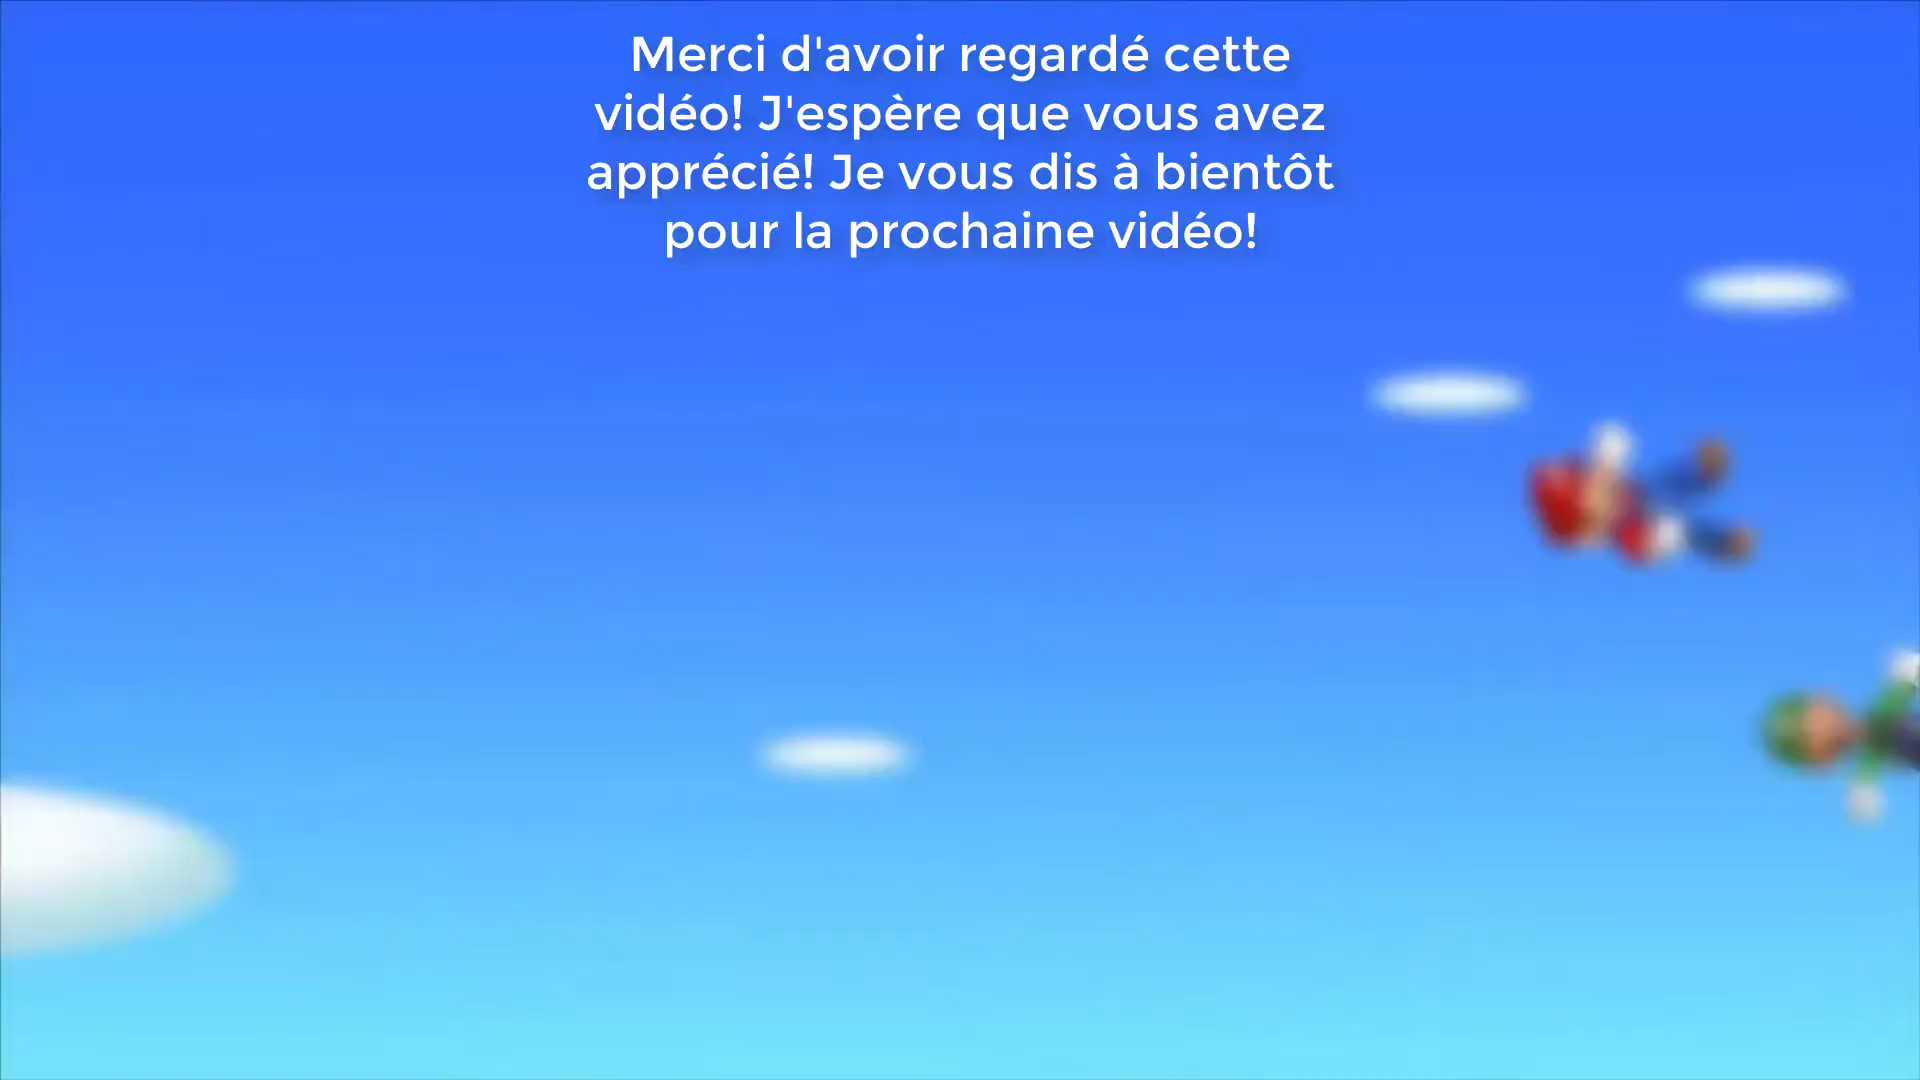 Merci d'avoir regardé cette
vidéo! J'espère que vous avez
apprécié! Je vous dis à bientôt
pour la prochaine vidéo!